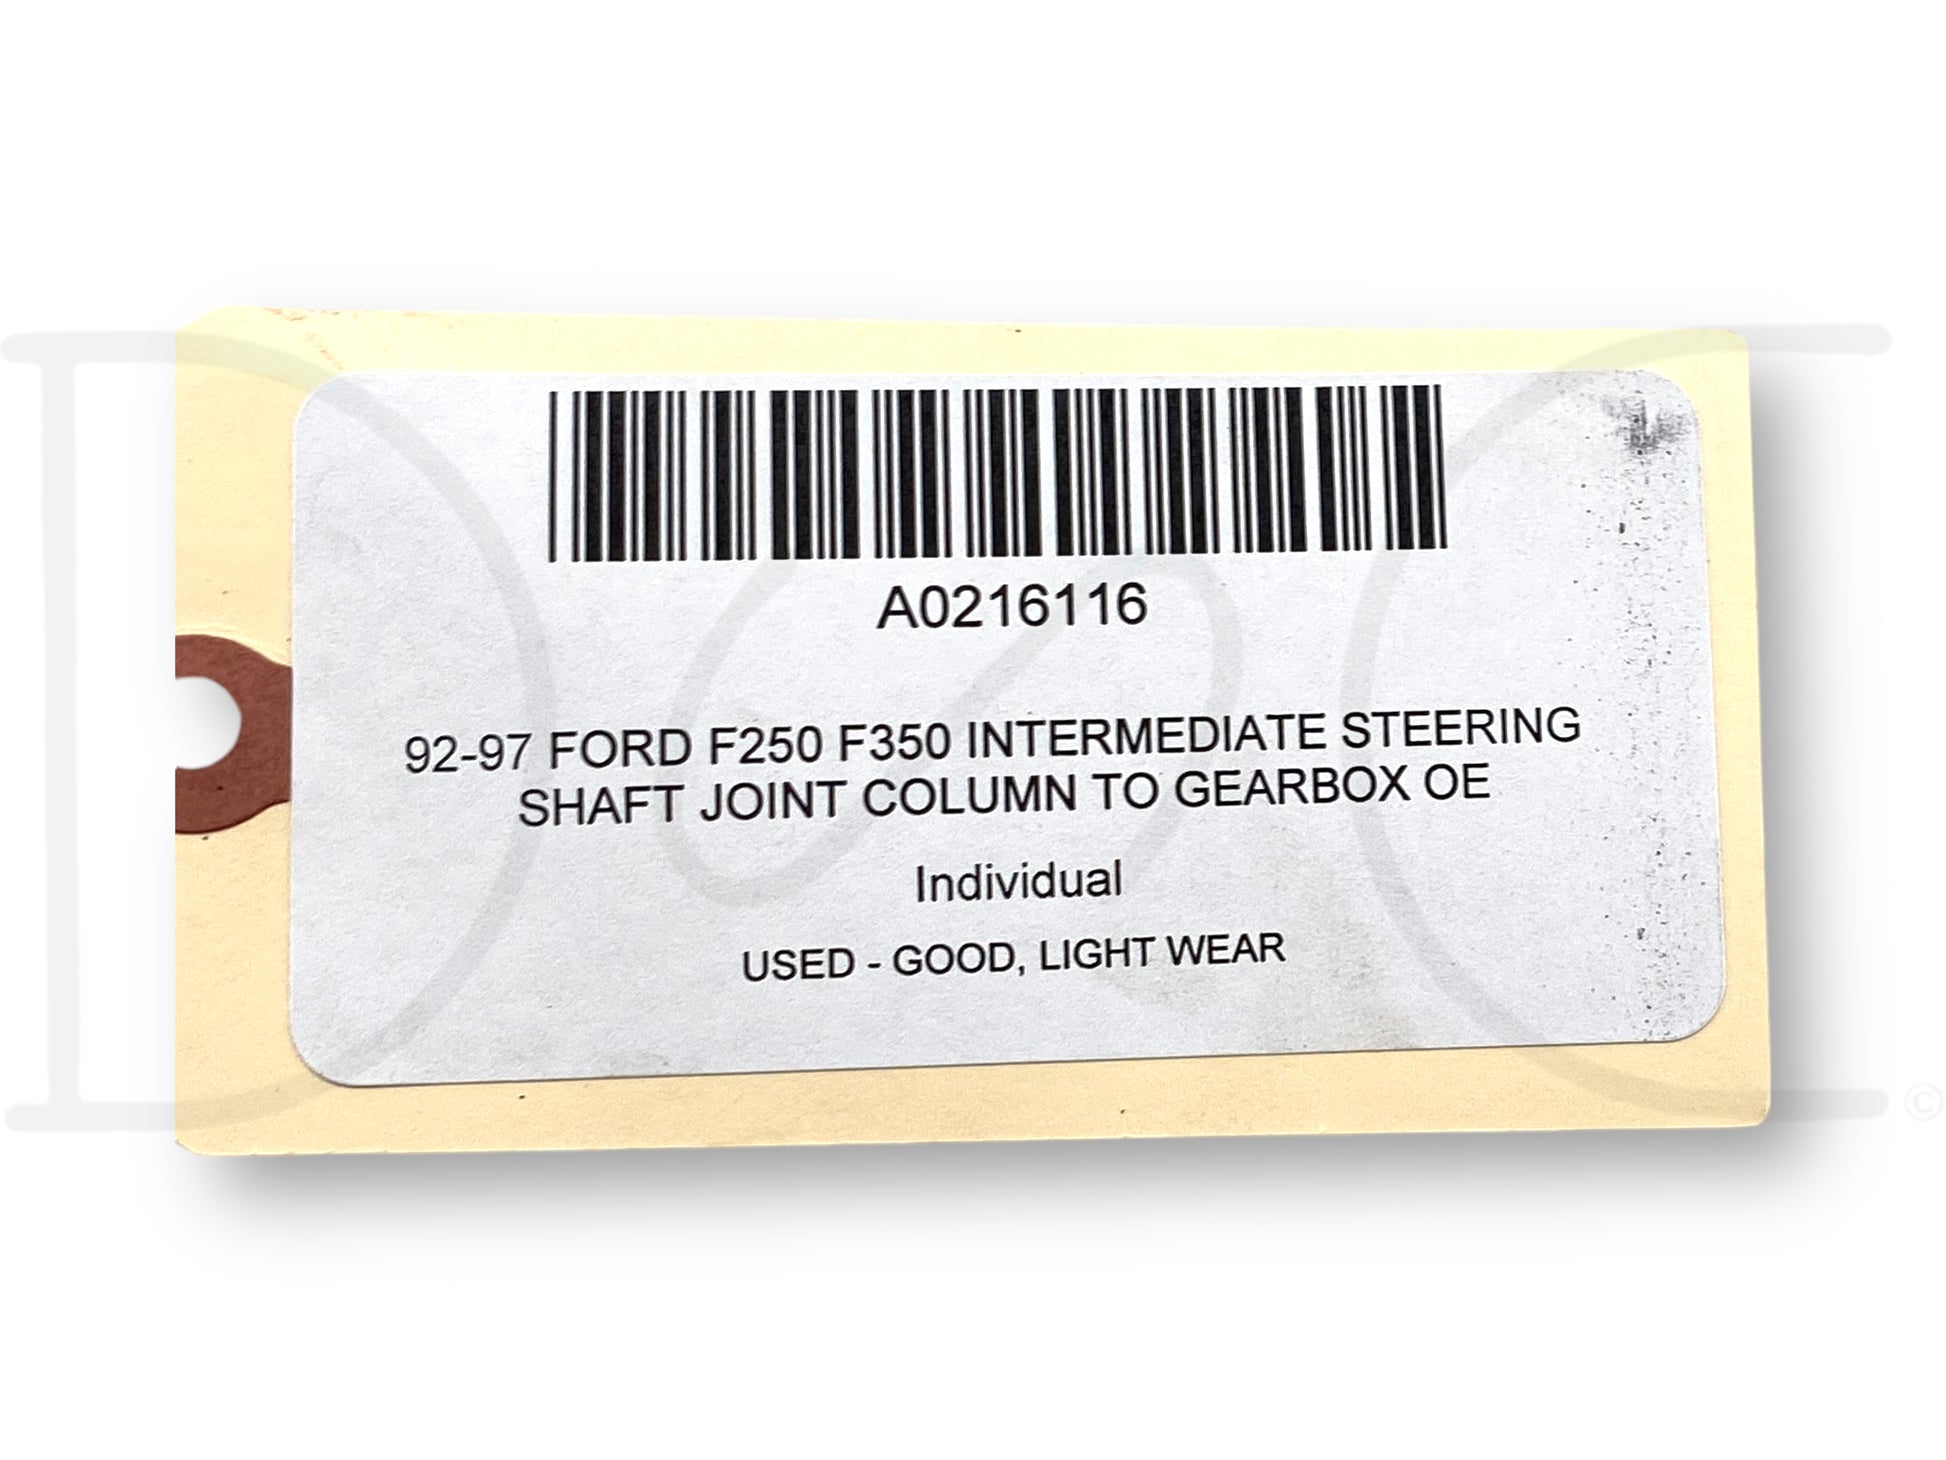 A0216116
92-97 FORD F250 F350 INTERMEDIATE STEERING
SHAFT JOINT COLUMN TO GEARBOX OE
Individual
USED - GOOD, LIGHT WEAR
©